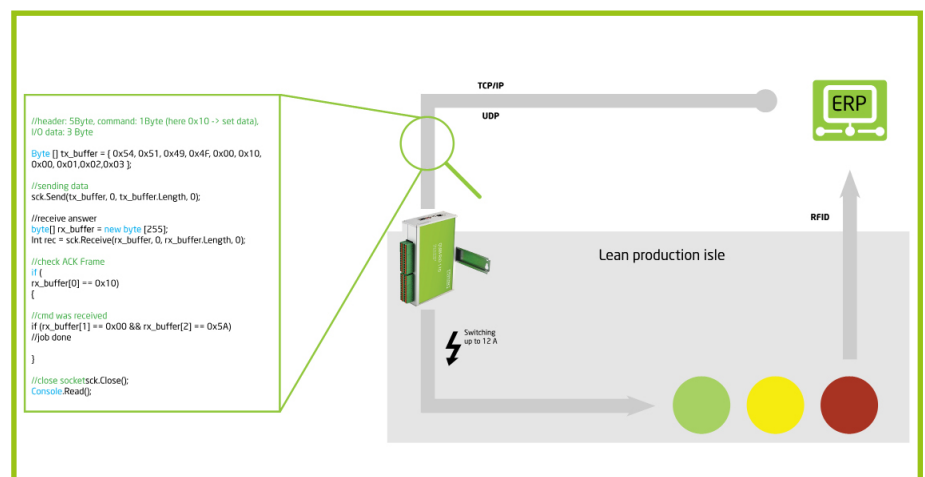 //header: 5Byte, command: 1Byte (here 0x10 -> set data),
I/O data: 3 Byte
Byte [] tx_buffer = { 0x54, 0x51, 0x49, 0x4F, 0x00, 0x10,
0x00, 0x01,0x02,0x03 };
//sending data
sck.Send(tx_buffer, 0, tx_buffer.Length, 0);
//receive answer
byte[] rx_buffer = new byte [255];
Int rec = sck.Receive(rx_buffer, 0, rx_buffer.Length, 0);
//check ACK Frame
if (
rx_buffer[0] == 0x10)
{
//cmd was received
if (rx_buffer[1] == 0x00 && rx_buffer[2] == 0x5A)
//job done
}
//close socketsck.Close();
Console.Read();
TCP/IP
UDP
ERP
RFID
Lean production isle
Switching
up to 12 A